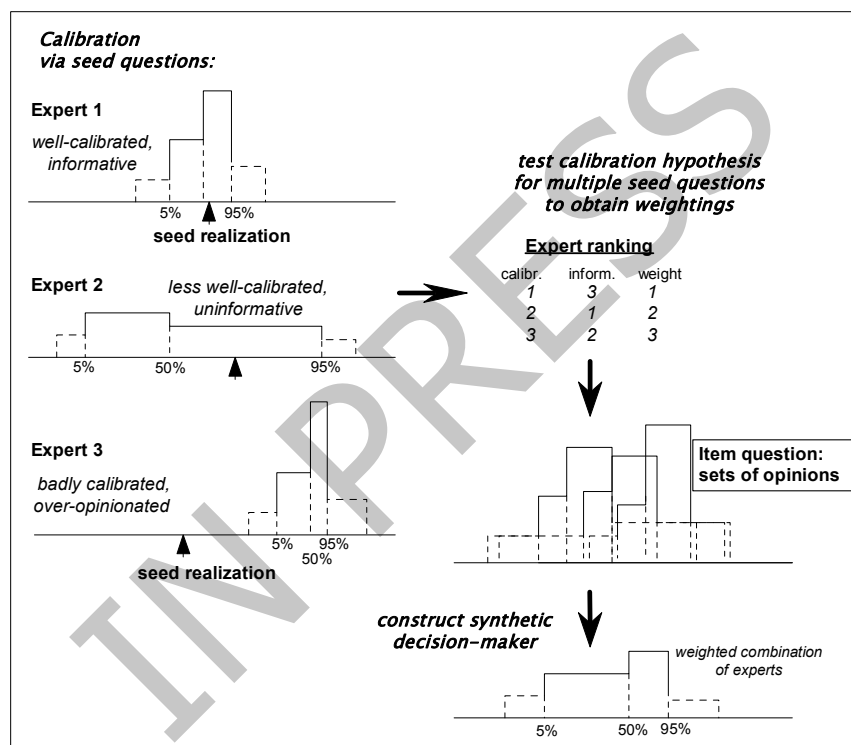 Calibration
via seed questions:
Expert 1
well-calibrated,
informative
5% 95%
seed realization
Expert 2
less well-calibrated,
uninformative
5% 50% 95%
Expert 3
badly calibrated,
over-opinionated
5% 95%
50%
seed realization
test calibration hypothesis
for multiple seed questions
to obtain weightings
Expert ranking
calibr. inform. weight
1 3 1
2 1 2
3 2 3
Item question:
sets of opinions
construct synthetic
decision-maker
weighted combination
of experts
5% 50% 95%
IN PRESS